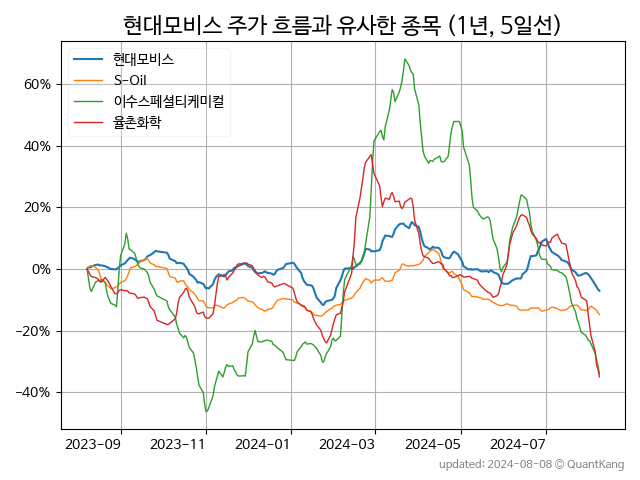 현대모비스 주가 흐름과 유사한 종목 (1년, 5일선)
현대모비스
S-Oil
이수스페셜티케미컬
율촌화학
60%
40%
20%
0%
−20%
−40%
2023-09 2023-11 2024-01 2024-03 2024-05 2024-07
updated: 2024-08-08 © QuantKang